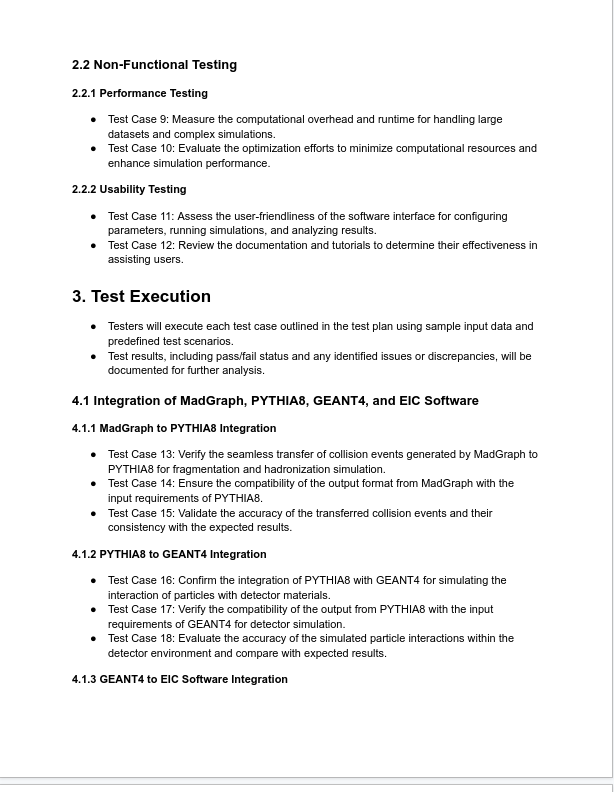 2.2 Non-Functional Testing
2.2.1 Performance Testing
● Test Case 9: Measure the computational overhead and runtime for handling large
datasets and complex simulations.
● Test Case 10: Evaluate the optimization efforts to minimize computational resources and
enhance simulation performance.
2.2.2 Usability Testing
● Test Case 11: Assess the user-friendliness of the software interface for configuring
parameters, running simulations, and analyzing results.
● Test Case 12: Review the documentation and tutorials to determine their effectiveness in
assisting users.
3. Test Execution
● Testers will execute each test case outlined in the test plan using sample input data and
predefined test scenarios.
● Test results, including pass/fail status and any identified issues or discrepancies, will be
documented for further analysis.
4.1 Integration of MadGraph, PYTHIA8, GEANT4, and EIC Software
4.1.1 MadGraph to PYTHIA8 Integration
● Test Case 13: Verify the seamless transfer of collision events generated by MadGraph to
PYTHIA8 for fragmentation and hadronization simulation.
● Test Case 14: Ensure the compatibility of the output format from MadGraph with the
input requirements of PYTHIA8.
● Test Case 15: Validate the accuracy of the transferred collision events and their
consistency with the expected results.
4.1.2 PYTHIA8 to GEANT4 Integration
● Test Case 16: Confirm the integration of PYTHIA8 with GEANT4 for simulating the
interaction of particles with detector materials.
● Test Case 17: Verify the compatibility of the output from PYTHIA8 with the input
requirements of GEANT4 for detector simulation.
● Test Case 18: Evaluate the accuracy of the simulated particle interactions within the
detector environment and compare with expected results.
4.1.3 GEANT4 to EIC Software Integration